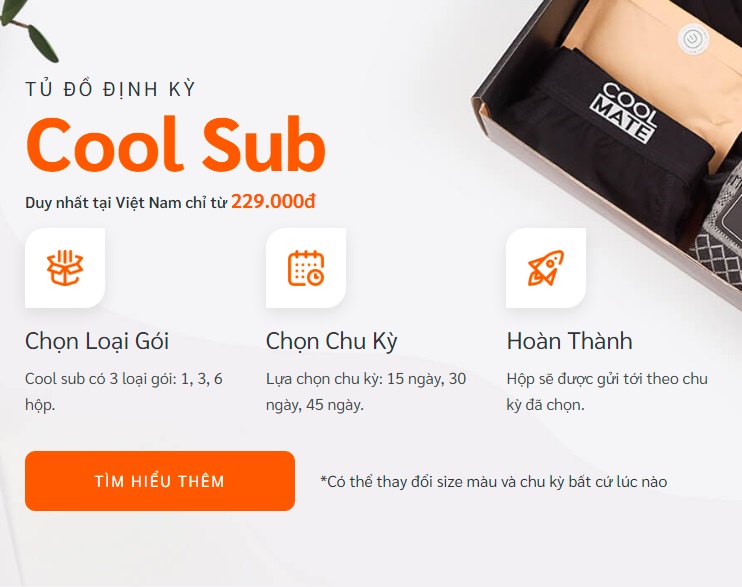 TỦ ĐỒ ĐỊNH KỲ
Cool Sub
Duy nhất tại Việt Nam chỉ từ 229.000đ
COOL
MATE
Chọn Loại Gói
Cool sub có 3 loại gói: 1, 3, 6
hộp.
Chọn Chu Kỳ
Lựa chọn chu kỳ: 15 ngày, 30
ngày, 45 ngày.
Hoàn Thành
Hộp sẽ được gửi tới theo chu
kỳ đã chọn.
TÌM HIỂU THÊM
*Có thể thay đổi size màu và chu kỳ bất cứ lúc nào